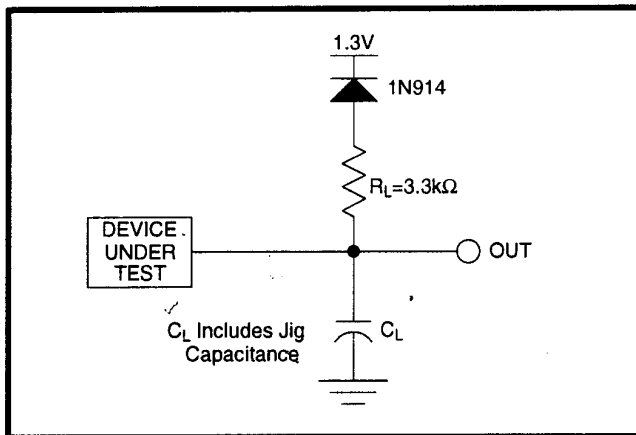 1.3V
1N914
RL=3.3kΩ
DEVICE
UNDER
TEST
OUT
CL Includes Jig
Capacitance
CL